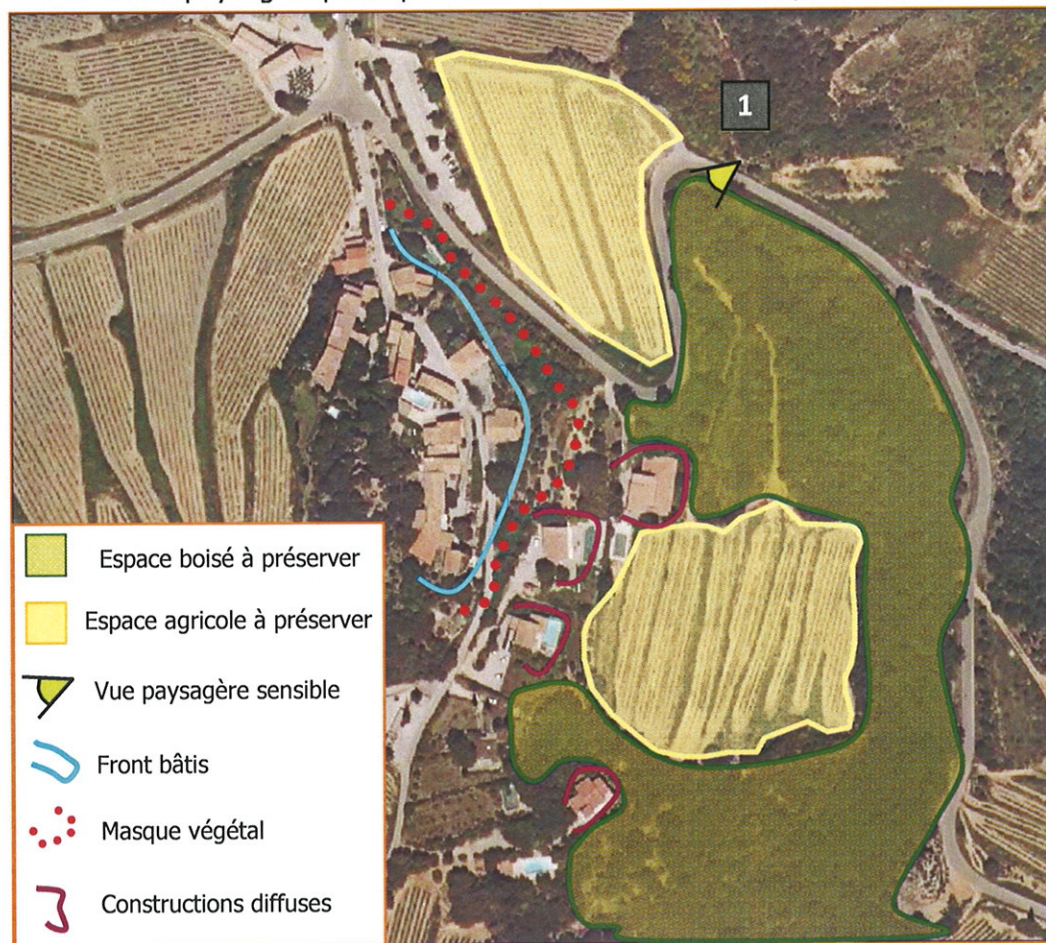 1
Espace boisé à préserver
Espace agricole à préserver
Vue paysagère sensible
Front bâtis
Masque végétal
Constructions diffuses